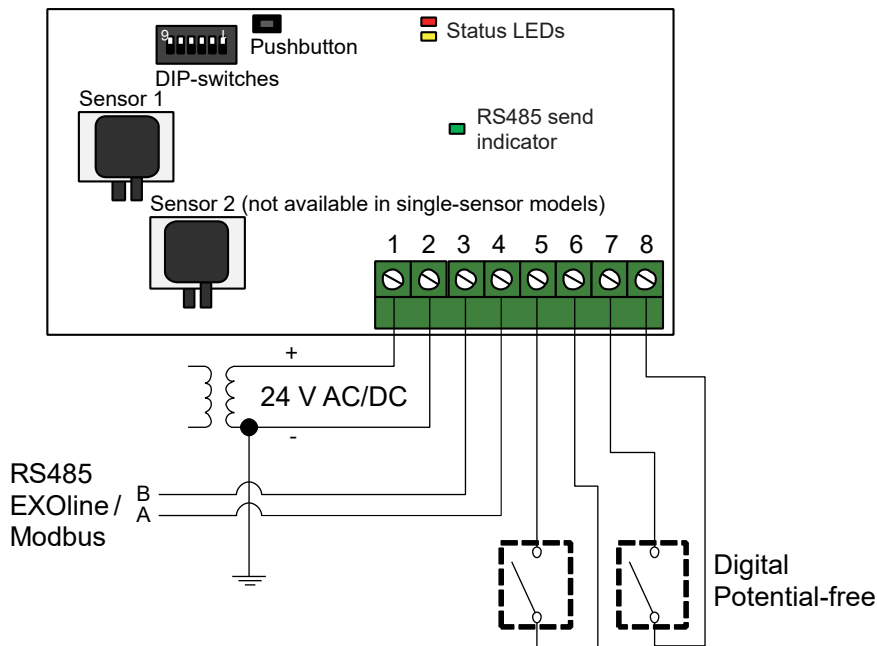 6 1
Pushbutton
DIP-switches
Status LEDs
RS485 send
indicator
Sensor 1
Sensor 2 (not available in single-sensor models)
1 2 3 4 5 6 7 8
+
24 V AC/DC
-
RS485
EXOline /
Modbus
B
A
Digital
Potential-free